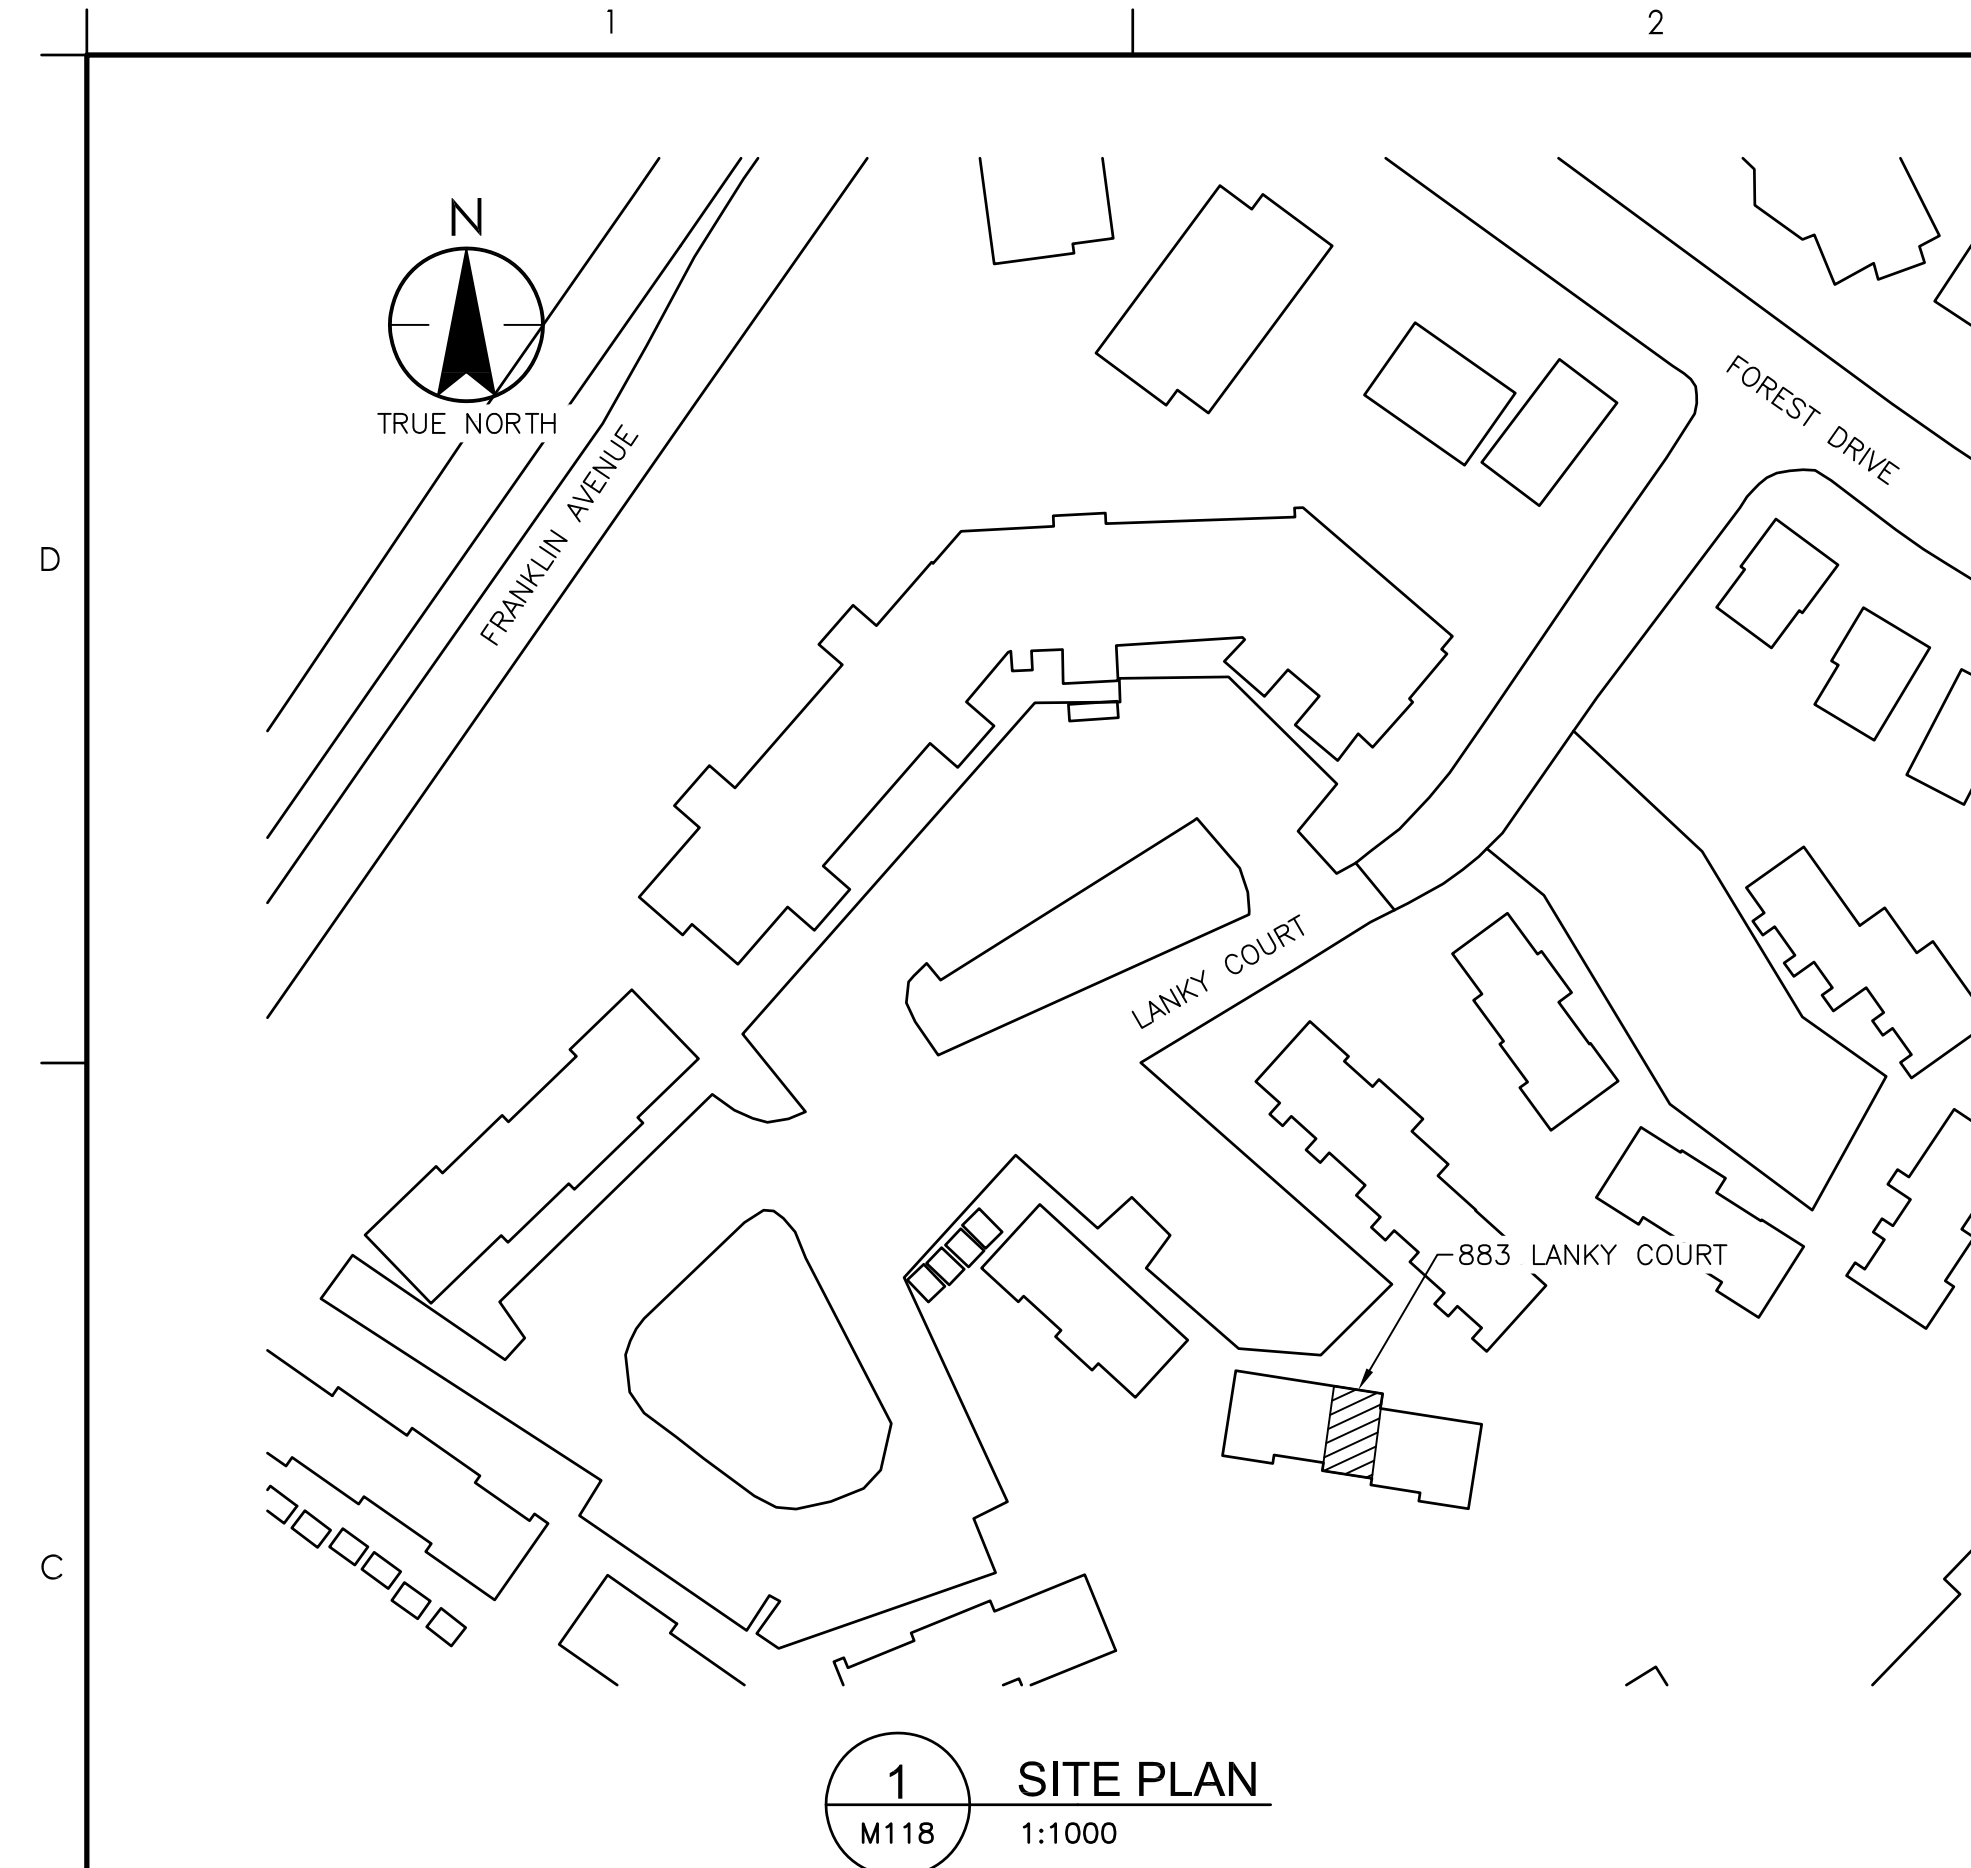 1
2
N
TRUE NORTH
FOREST DRIVE
FRANKLIN AVENUE
D
LANKY COURT
883 LANKY COURT
C
1
SITE PLAN
M118
1:1000